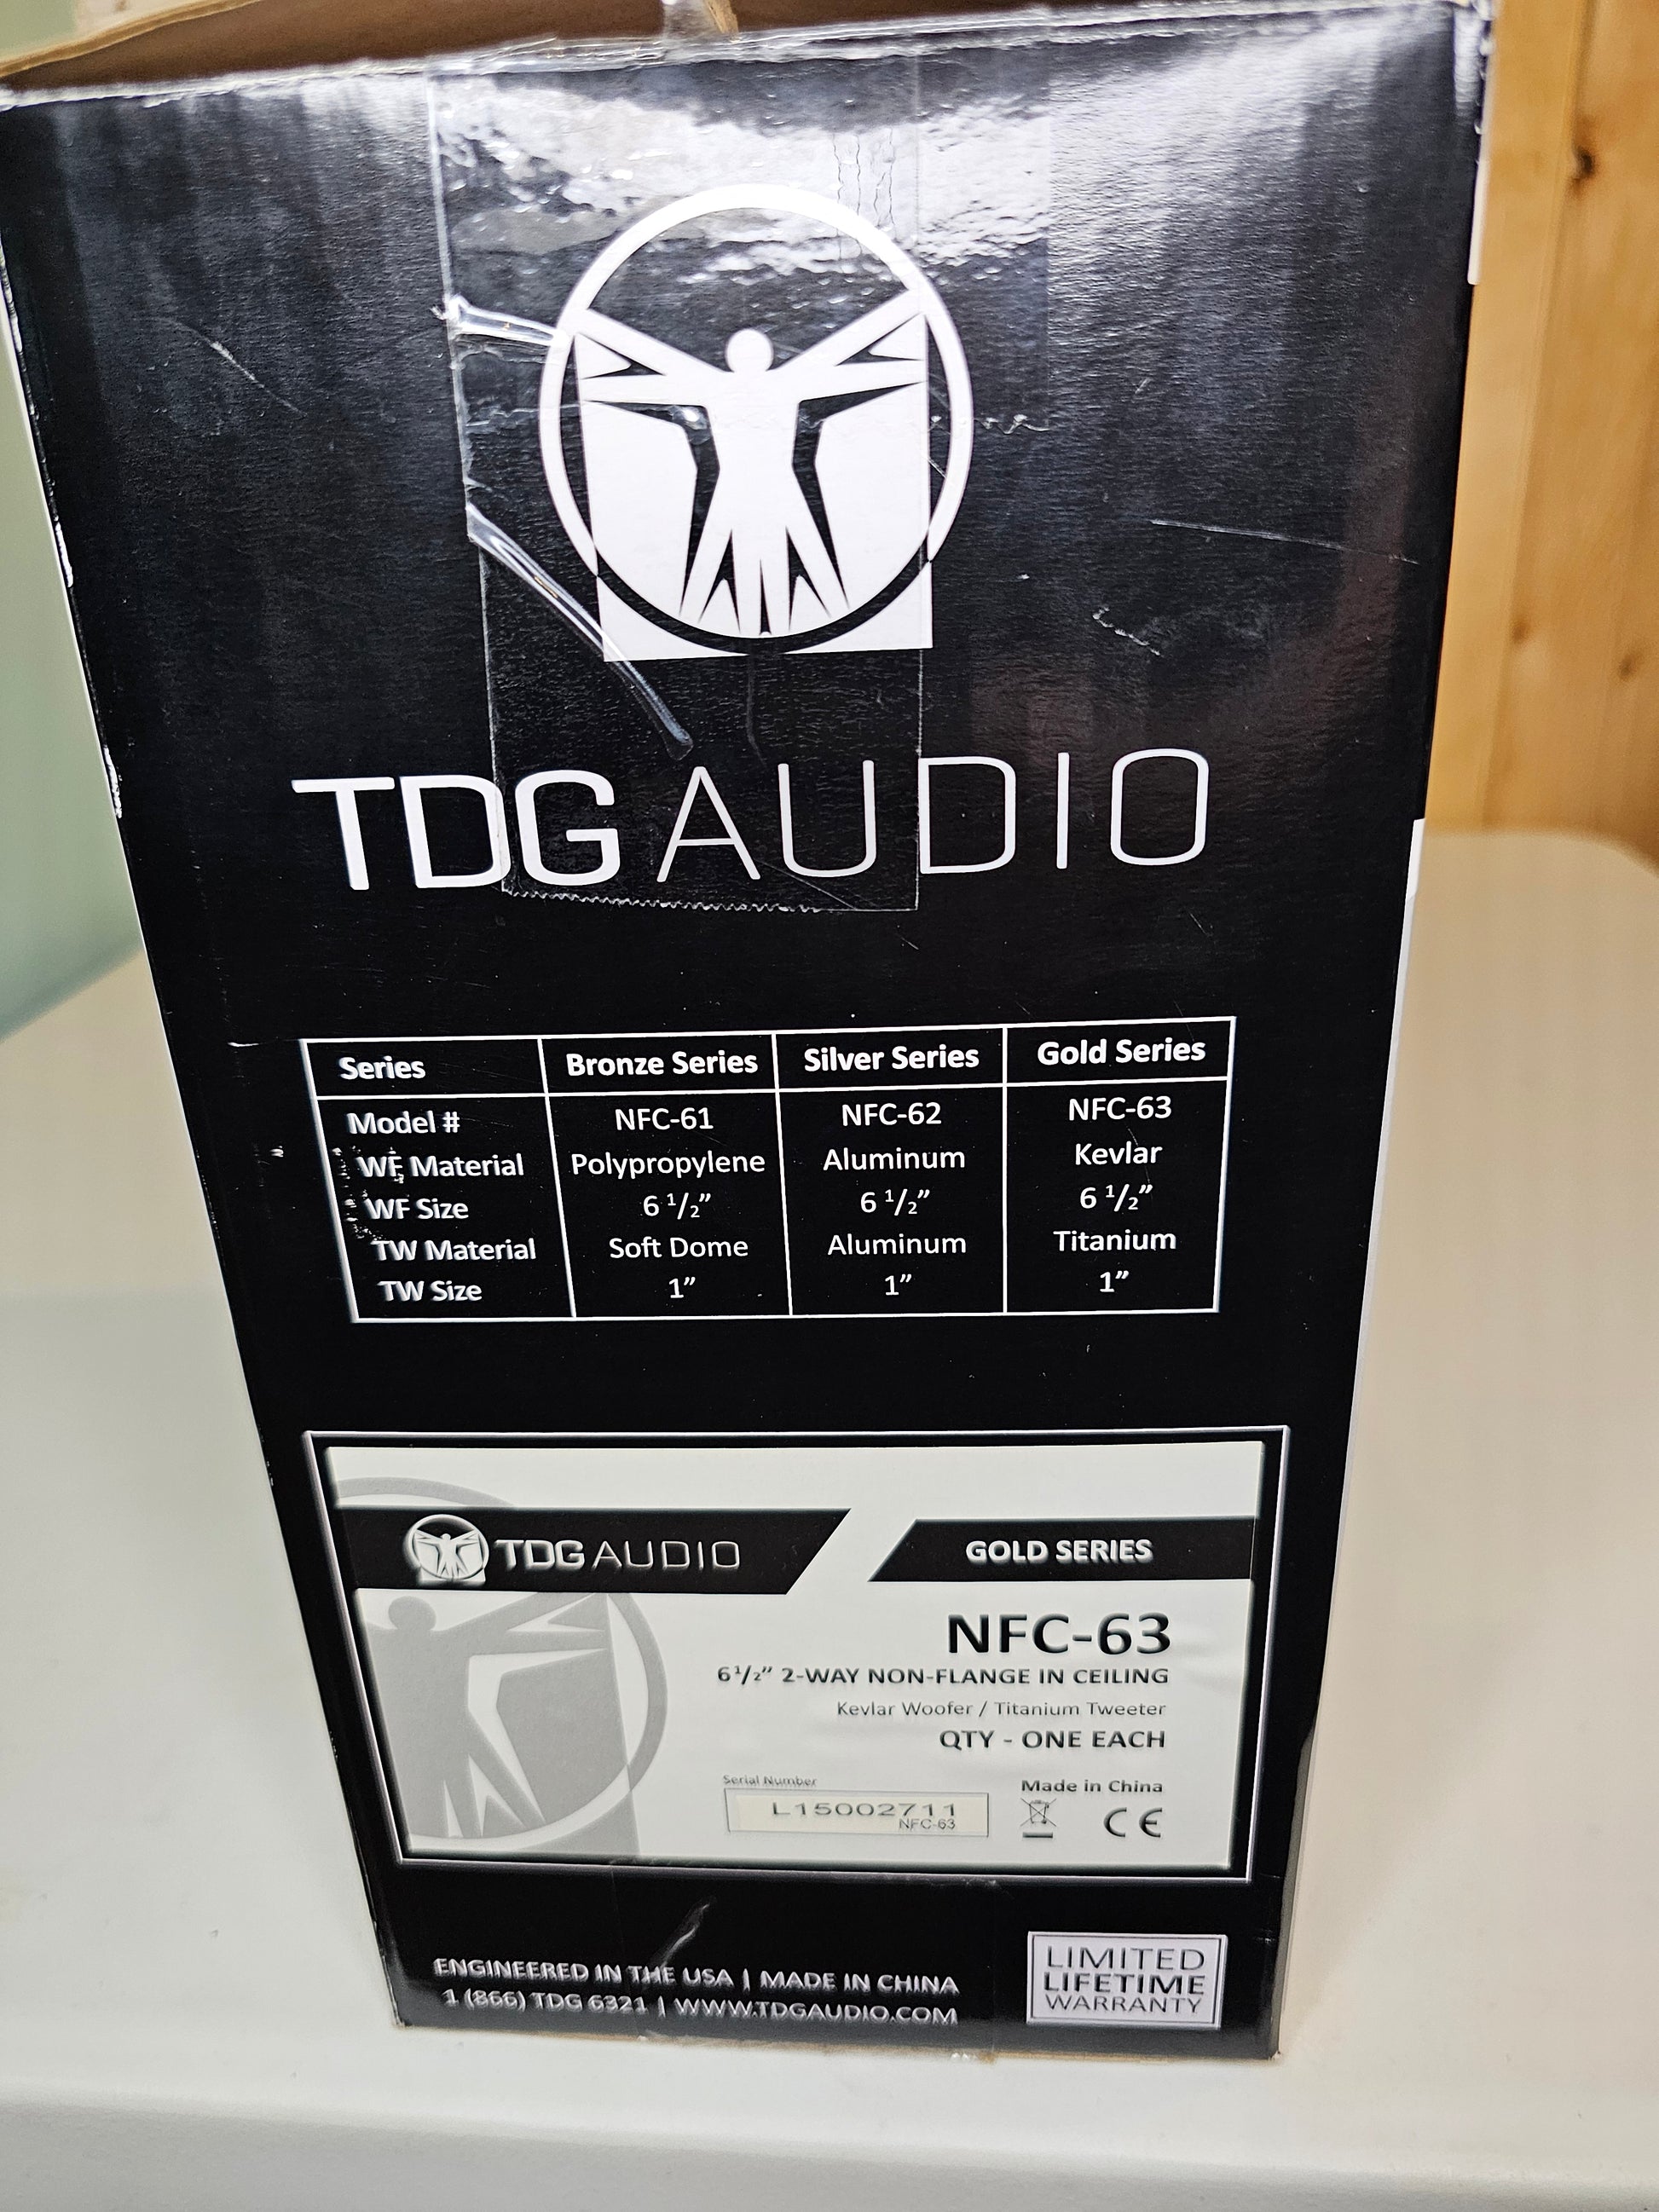 TDG AUDIO
Series Bronze Series Silver Series Gold Series
Model # NFC-61 NFC-62 NFC-63
WF Material Polypropylene Aluminum Kevlar
WF Size 6 1/2” 6 1/2” 6 1/2”
TW Material Soft Dome Aluminum Titanium
TW Size 1” 1” 1”
TDG AUDIO GOLD SERIES
NFC-63
6 1/2” 2-WAY NON-FLANGE IN CEILING
Kevlar Woofer / Titanium Tweeter
QTY - ONE EACH
Serial Number
L15002711
NFC-63
Made in China
CE
ENGINEERED IN THE USA | MADE IN CHINA
1 (866) TDG 6321 | WWW.TDGAUDIO.COM
LIMITED
LIFETIME
WARRANTY